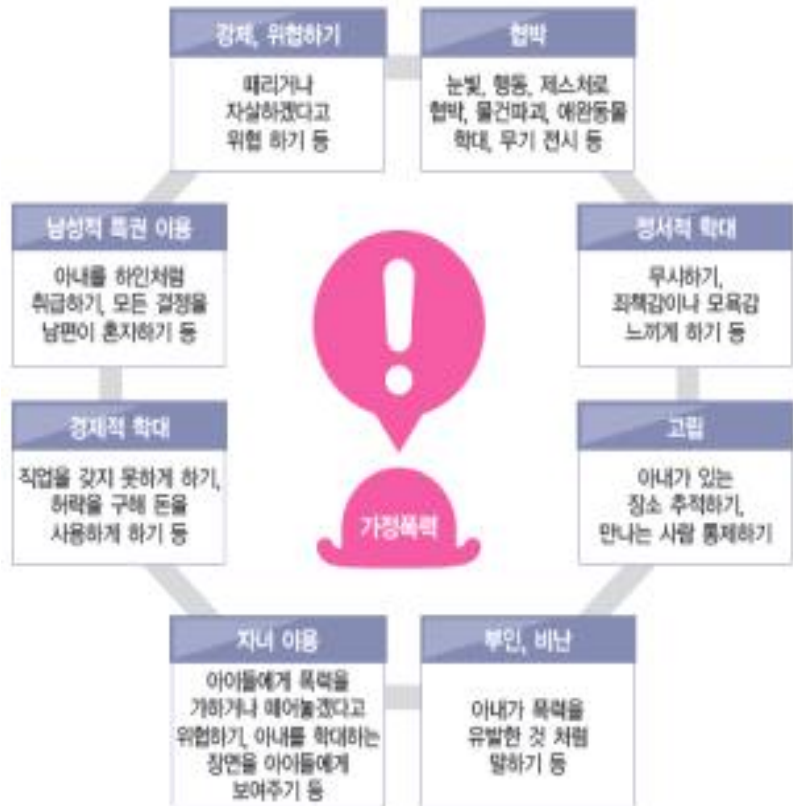 강제, 위협하기
때리거나
자살하겠다고
위협 하기 등
협박
눈빛, 행동, 제스처로
협박, 물건파괴, 애완동물
학대, 무기 전시 등
남성적 특권 이용
아내를 하인처럼
취급하기, 모든 결정을
남편이 혼자하기 등
정서적 학대
무시하기,
죄책감이나 모욕감
느끼게 하기 등
경제적 학대
직업을 갖지 못하게 하기,
허락을 구해 돈을
사용하게 하기 등
고립
아내가 있는
장소 추적하기,
만나는 사람 통제하기
가정폭력
자녀 이용
아이들에게 폭력을
가하거나 떼어놓겠다고
위협하기, 아내를 학대하는
장면을 아이들에게
보여주기 등
부인, 비난
아내가 폭력을
유발한 것 처럼
말하기 등